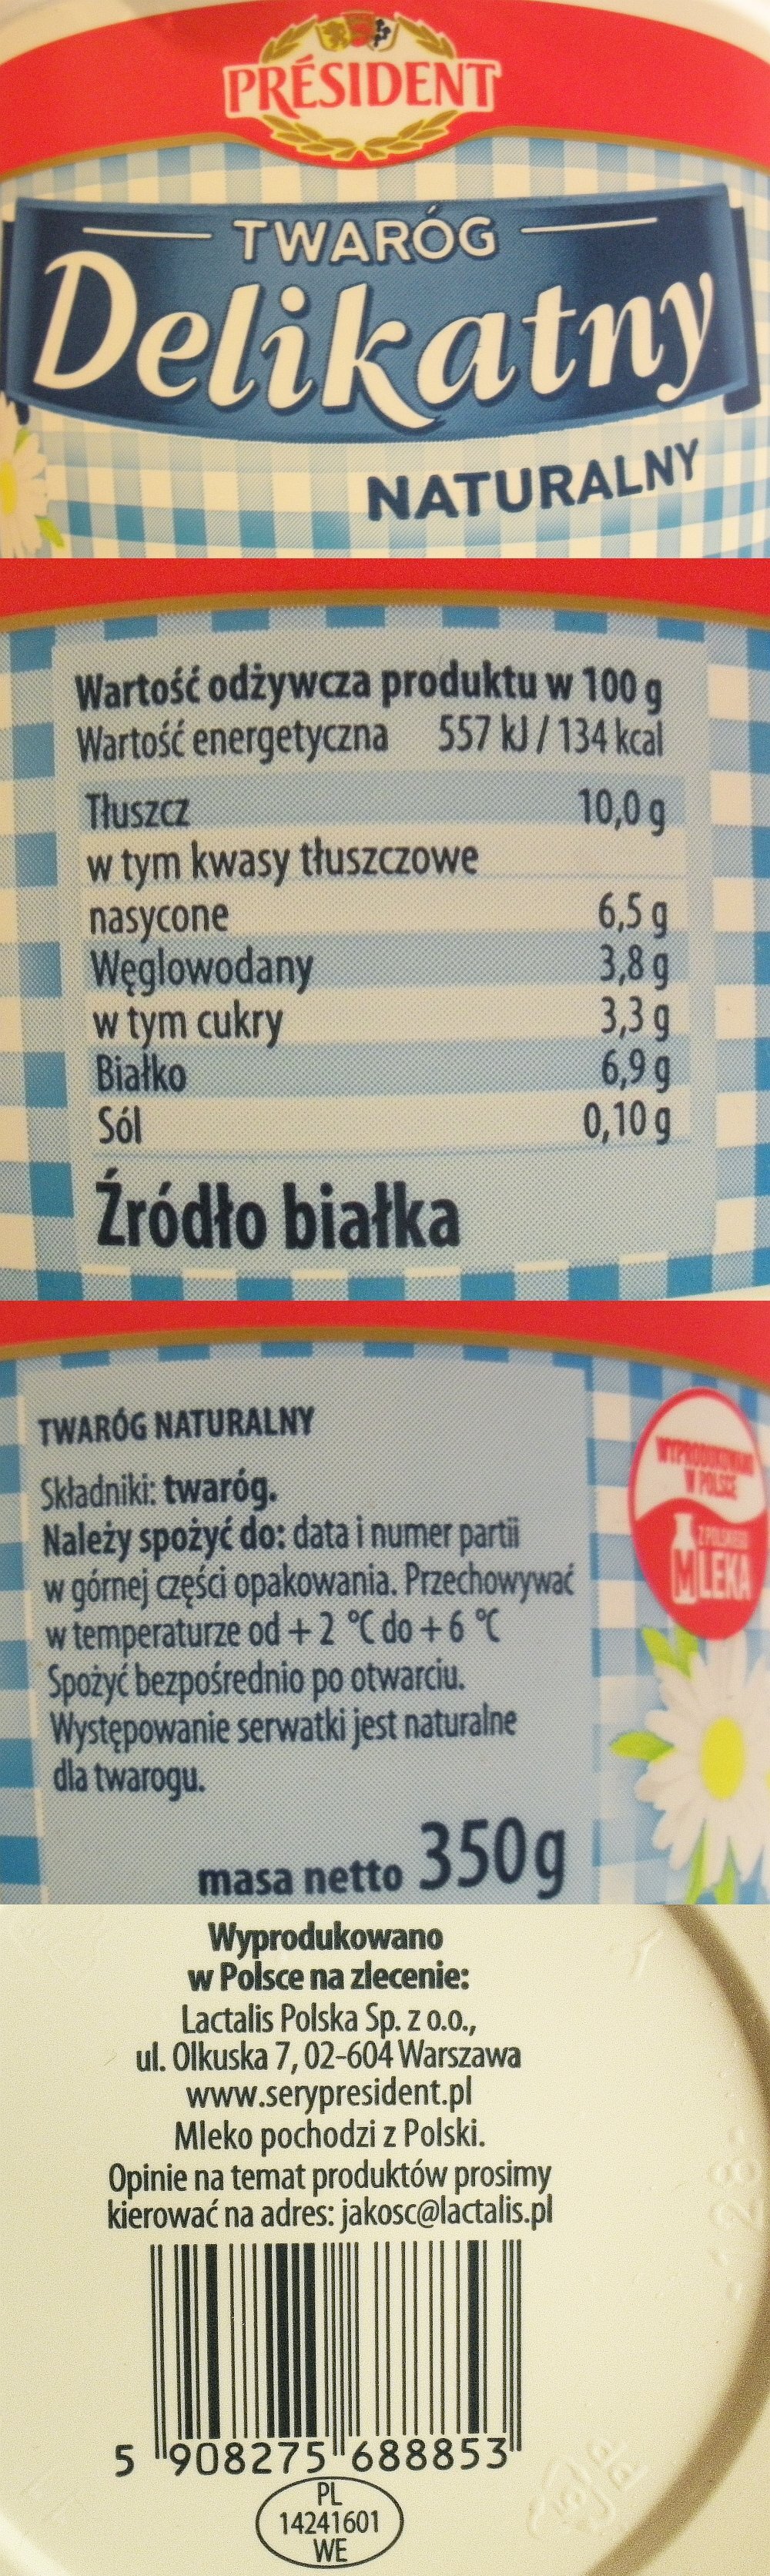 PRÉSIDENT
TWARÓG
Delikatny
NATURALNY
Wartość odżywcza produktu w 100 g
Wartość energetyczna 557 kJ / 134 kcal
Tłuszcz 10,0 g
w tym kwasy tłuszczowe
nasycone 6,5 g
Węglowodany 3,8 g
w tym cukry 3,3 g
Białko 6,9 g
Sól 0,10 g
Źródło białka
TWARÓG NATURALNY
Składniki: twaróg.
Należy spożyć do: data i numer partii
w górnej części opakowania. Przechowywać
w temperaturze od + 2 °C do + 6 °C
Spożyć bezpośrednio po otwarciu.
Występowanie serwatki jest naturalne
dla twarogu.
masa netto 350 g
WYPRODUKOWANO
W POLSCE
Z POLSKIEGO
MLEKA
Wyprodukowano
w Polsce na zlecenie:
Lactalis Polska Sp. z o.o.,
ul. Olkuska 7, 02-604 Warszawa
www.serypresident.pl
Mleko pochodzi z Polski.
Opinie na temat produktów prosimy
kierować na adres: jakosc@lactalis.pl
5 908275 688853
PL
14241601
WE